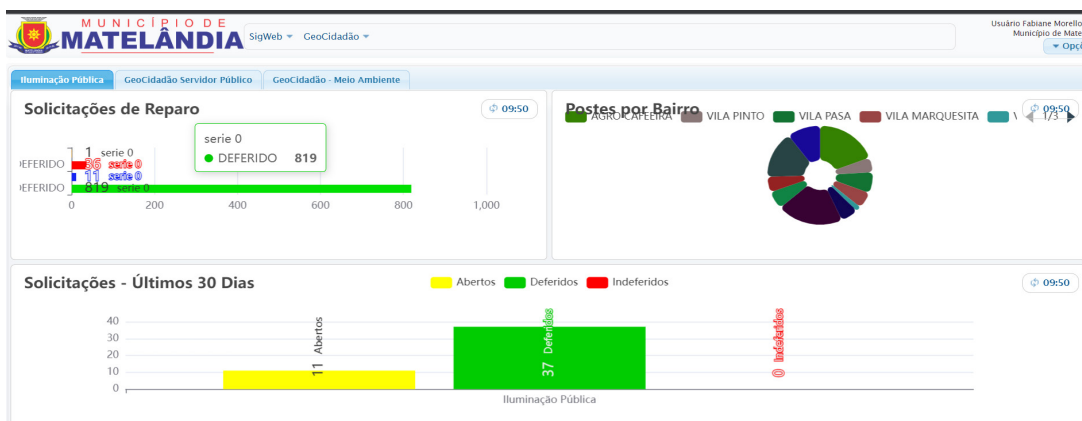 MUNICÍPIO DE
MATELÂNDIA
SigWeb GeoCidadão
Usuário Fabiane Morello
Município de Mate
Opç
Iluminação Pública GeoCidadão Servidor Público GeoCidadão - Meio Ambiente
Solicitações de Reparo
09:50
serie 0
DEFERIDO 819
1 serie 0
DEFERIDO 36 serie 0
11 serie 0
DEFERIDO 819 serie 0
0 200 400 600 800 1,000
Postes por Bairro
09:50
AGRO CAFEEIRA VILA PINTO VILA PASA VILA MARQUESITA V 1/3
Solicitações - Últimos 30 Dias
Abertos Deferidos Indeferidos
09:50
40
30
20
10
0
11 Abertos
37 Deferidos
0 Indeferidos
Iluminação Pública